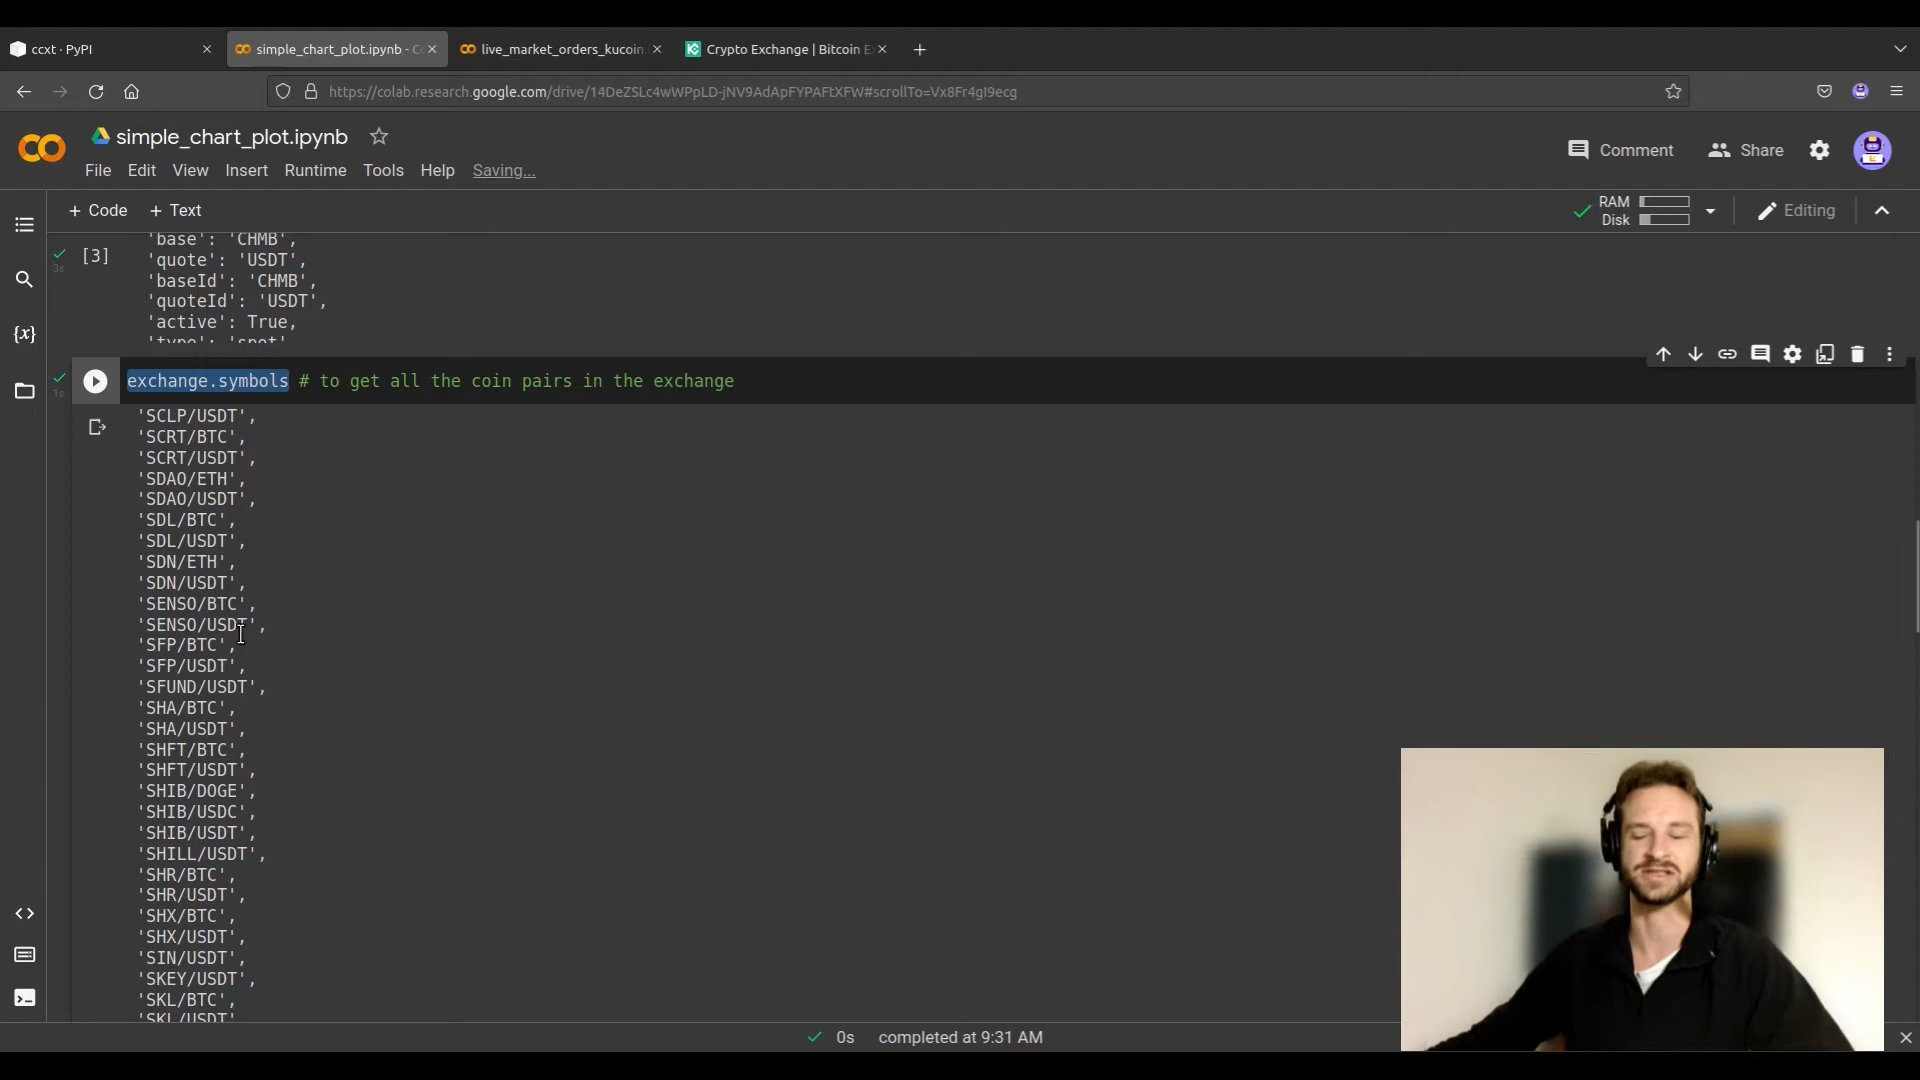 ccxt · PyPI
simple_chart_plot.ipynb - C
live_market_orders_kucoin.
Crypto Exchange | Bitcoin E
https://colab.research.google.com/drive/14DeZSLc4wWPpLD-jNV9AdApFYPAFtXFW#scrollTo=Vx8Fr4gI9ecg
simple_chart_plot.ipynb
Comment
Share
File Edit View Insert Runtime Tools Help Saving...
+ Code + Text
RAM
Disk
Editing
'base': 'CHMB',
[3]
3s
'quote': 'USDT',
'baseId': 'CHMB',
'quoteId': 'USDT',
'active': True,
'type': 'spot'
{x}
1s
exchange.symbols # to get all the coin pairs in the exchange
'SCLP/USDT',
'SCRT/BTC',
'SCRT/USDT',
'SDAO/ETH',
'SDAO/USDT',
'SDL/BTC',
'SDL/USDT',
'SDN/ETH',
'SDN/USDT',
'SENSO/BTC',
'SENSO/USDT',
'SFP/BTC',
'SFP/USDT',
'SFUND/USDT',
'SHA/BTC',
'SHA/USDT',
'SHFT/BTC',
'SHFT/USDT',
'SHIB/DOGE',
'SHIB/USDC',
'SHIB/USDT',
'SHILL/USDT',
'SHR/BTC',
'SHR/USDT',
'SHX/BTC',
'SHX/USDT',
'SIN/USDT',
'SKEY/USDT',
'SKL/BTC',
'SKL/USDT'
0s completed at 9:31 AM